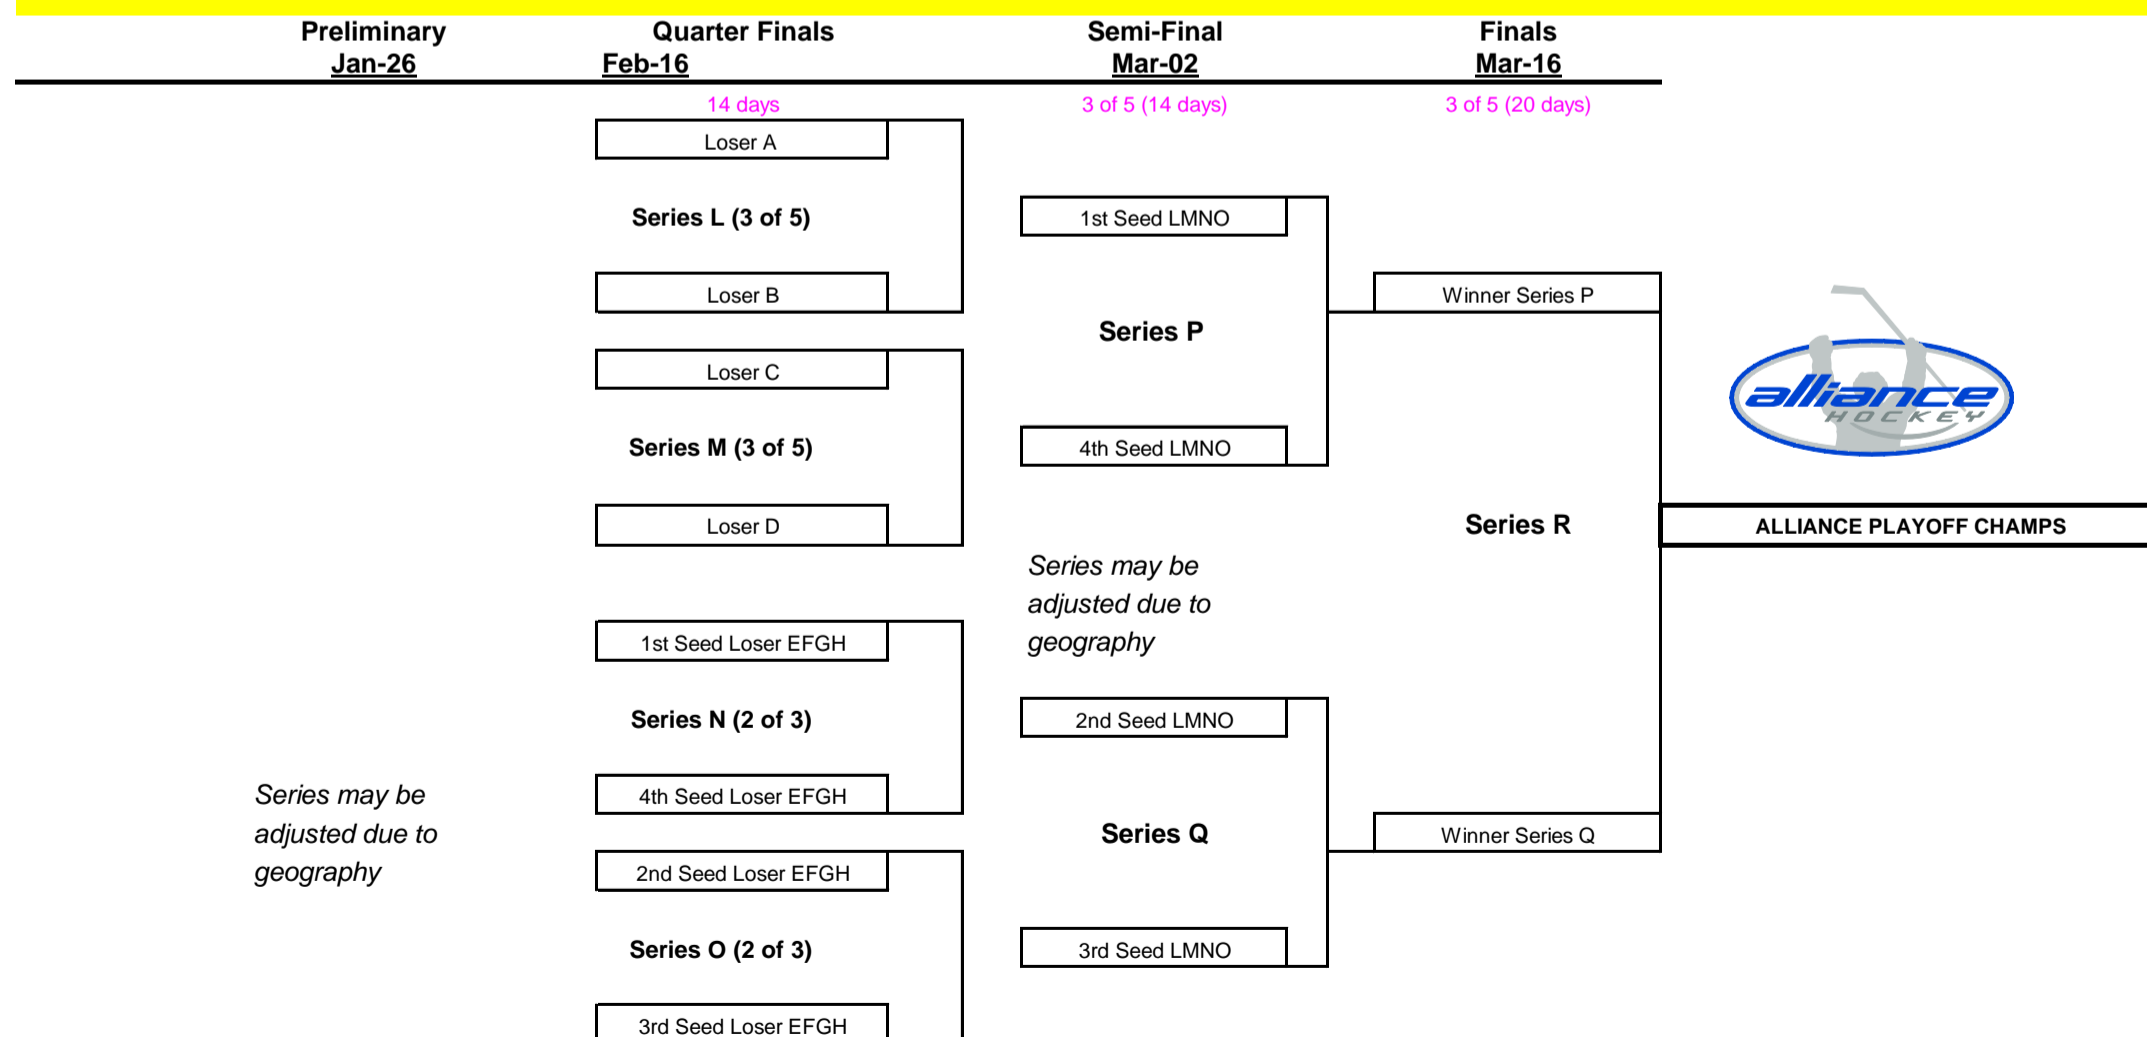 Preliminary Quarter Finals Semi-Final Finals
Jan-26 Feb-16 Mar-02 Mar-16
14 days 3 of 5 (14 days) 3 of 5 (20 days)
Loser A
Series L (3 of 5) 1st Seed LMNO
Loser B Winner Series P
Series P
Loser C
alliance
HOCKEY
Series M (3 of 5) 4th Seed LMNO
Loser D Series R ALLIANCE PLAYOFF CHAMPS
Series may be
adjusted due to
geography
1st Seed Loser EFGH
Series N (2 of 3) 2nd Seed LMNO
Series may be
adjusted due to
geography
4th Seed Loser EFGH
Series Q Winner Series Q
2nd Seed Loser EFGH
Series O (2 of 3) 3rd Seed LMNO
3rd Seed Loser EFGH